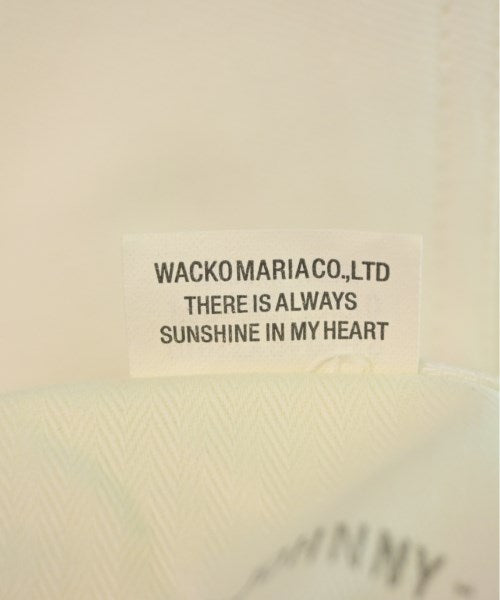 WACKO MARIA CO.,LTD
THERE IS ALWAYS
SUNSHINE IN MY HEART